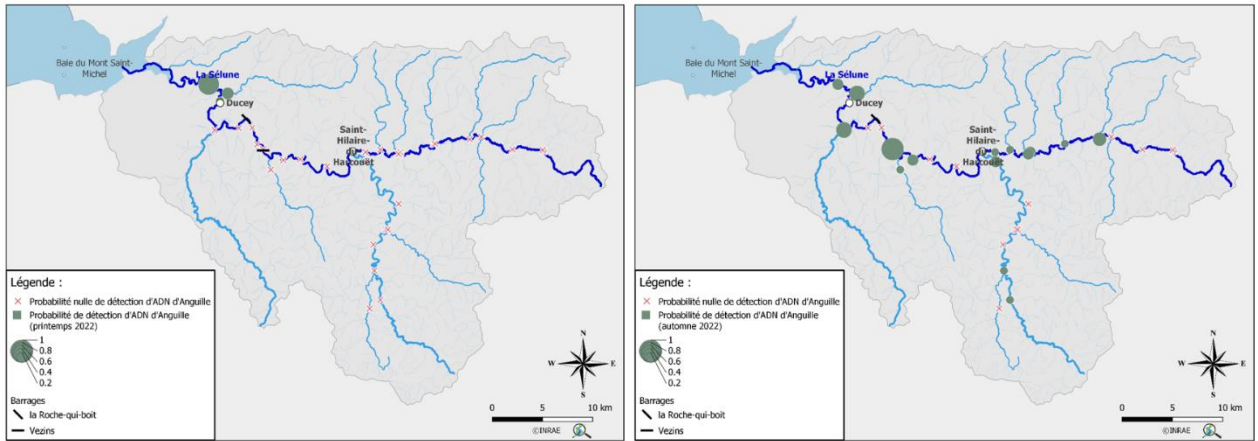 Baie du Mont Saint-
Michel
La Sélune
Ducey
Saint-
Hilaire-
du
Harcouët
Légende :
Probabilité nulle de détection d'ADN d'Anguille
Probabilité de détection d'ADN d'Anguille
(printemps 2022)
1
0.8
0.6
0.4
0.2
Barrages
la Roche-qui-boit
Vezins
N
W E
S
0 5 10 km
©INRAE
Baie du Mont Saint-
Michel
La Sélune
Ducey
Saint-
Hilaire-
du
Harcouët
Légende :
Probabilité nulle de détection d'ADN d'Anguille
Probabilité de détection d'ADN d'Anguille
(automne 2022)
1
0.8
0.6
0.4
0.2
Barrages
la Roche-qui-boit
Vezins
N
W E
S
0 5 10 km
©INRAE